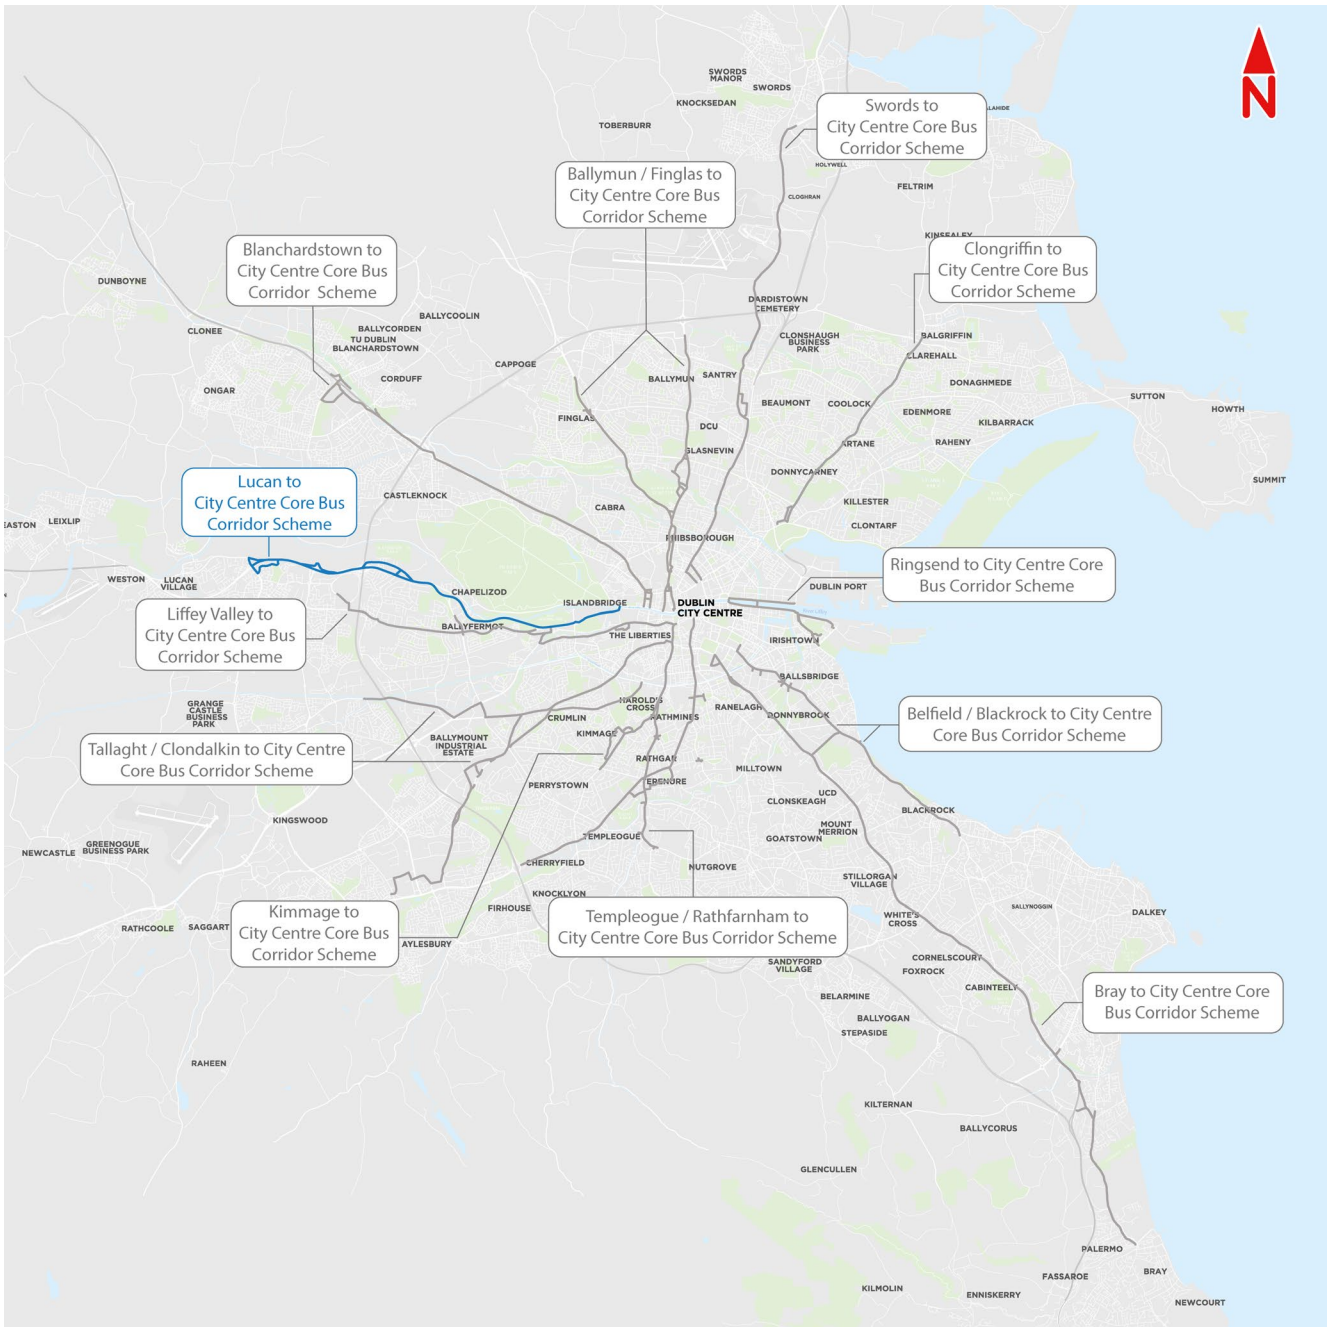 SWORDS
MANOR
SWORDS
KNOCKSEDAN
TOBERBURR
Swords to
City Centre Core Bus
Corridor Scheme
N
HOLYWELL
FELTRIM
CLOGHRAN
KINSEALEY
Ballymun / Finglas to
City Centre Core Bus
Corridor Scheme
Blanchardstown to
City Centre Core Bus
Corridor Scheme
Clongriffin to
City Centre Core Bus
Corridor Scheme
DUNBOYNE
DARDISTOWN
CEMETERY
BALLYCOOLIN
CLONEE
BALLYCORDEN
TU DUBLIN
BLANCHARDSTOWN
CLONSHAUGH
BUSINESS
PARK
BALGRIFFIN
CLAREHALL
CAPPOGE
CORDUFF
BALLYMUN
SANTRY
DONAGHMEDE
ONGAR
SUTTON
HOWTH
BEAUMONT
COOLOCK
EDENMORE
KILBARRACK
FINGLAS
DCU
ARTANE
RAHENY
GLASNEVIN
DONNYCARNEY
SUMMIT
Lucan to
City Centre Core Bus
Corridor Scheme
CASTLEKNOCK
CABRA
KILLESTER
CLONTARF
LEIXLIP
PHIBSBOROUGH
Ringsend to City Centre Core
Bus Corridor Scheme
WESTON
LUCAN
VILLAGE
CHAPELIZOD
ISLANDBRIDGE
DUBLIN
CITY CENTRE
DUBLIN PORT
Liffey Valley to
City Centre Core Bus
Corridor Scheme
BALLYFERMOT
THE LIBERTIES
IRISHTOWN
BALLSBRIDGE
GRANGE
CASTLE
BUSINESS
PARK
HAROLD'S
CROSS
RATHMINES
RANELAGH
DONNYBROOK
CRUMLIN
KIMMAGE
Belfield / Blackrock to City Centre
Core Bus Corridor Scheme
Tallaght / Clondalkin to City Centre
Core Bus Corridor Scheme
BALLYMOUNT
INDUSTRIAL
ESTATE
RATHGAR
MILLTOWN
PERRYSTOWN
TERENURE
UCD
CLONSKEAGH
BLACKROCK
KINGSWOOD
MOUNT
MERRION
GOATSTOWN
TEMPLEOGUE
GREENOGUE
BUSINESS PARK
NEWCASTLE
CHERRYFIELD
NUTGROVE
STILLORGAN
VILLAGE
KNOCKLYON
FIRHOUSE
SALLYNOGGIN
DALKEY
WHITE'S
CROSS
RATHCOOLE
SAGGART
Kimmage to
City Centre Core Bus
Corridor Scheme
AYLESBURY
Templeogue / Rathfarnham to
City Centre Core Bus Corridor Scheme
SANDYFORD
VILLAGE
CORNELSCOURT
FOXROCK
CABINTEELY
Bray to City Centre Core
Bus Corridor Scheme
BELARMINE
BALLYOGAN
STEPASIDE
RAHEEN
KILTERNAN
BALLYCORUS
GLENCULLEN
PALERMO
FASSAROE
BRAY
KILMOLIN
ENNISKERRY
NEWCOURT